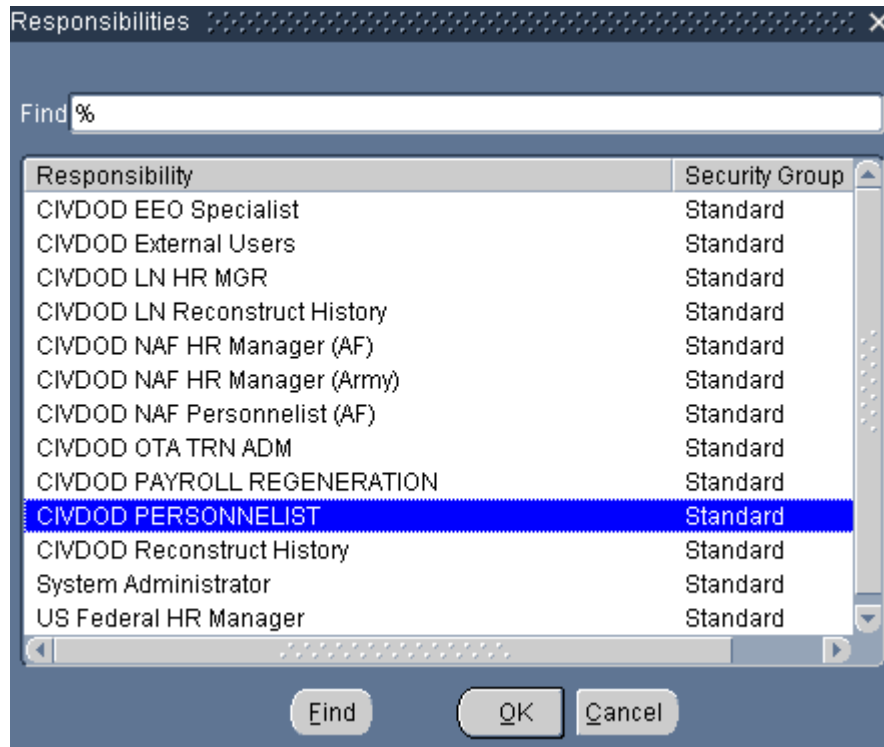 Responsibilities
Find %
Responsibility Security Group
CIVDOD EEO Specialist Standard
CIVDOD External Users Standard
CIVDOD LN HR MGR Standard
CIVDOD LN Reconstruct History Standard
CIVDOD NAF HR Manager (AF) Standard
CIVDOD NAF HR Manager (Army) Standard
CIVDOD NAF Personnelist (AF) Standard
CIVDOD OTA TRN ADM Standard
CIVDOD PAYROLL REGENERATION Standard
CIVDOD PERSONNELIST Standard
CIVDOD Reconstruct History Standard
System Administrator Standard
US Federal HR Manager Standard
Find OK Cancel